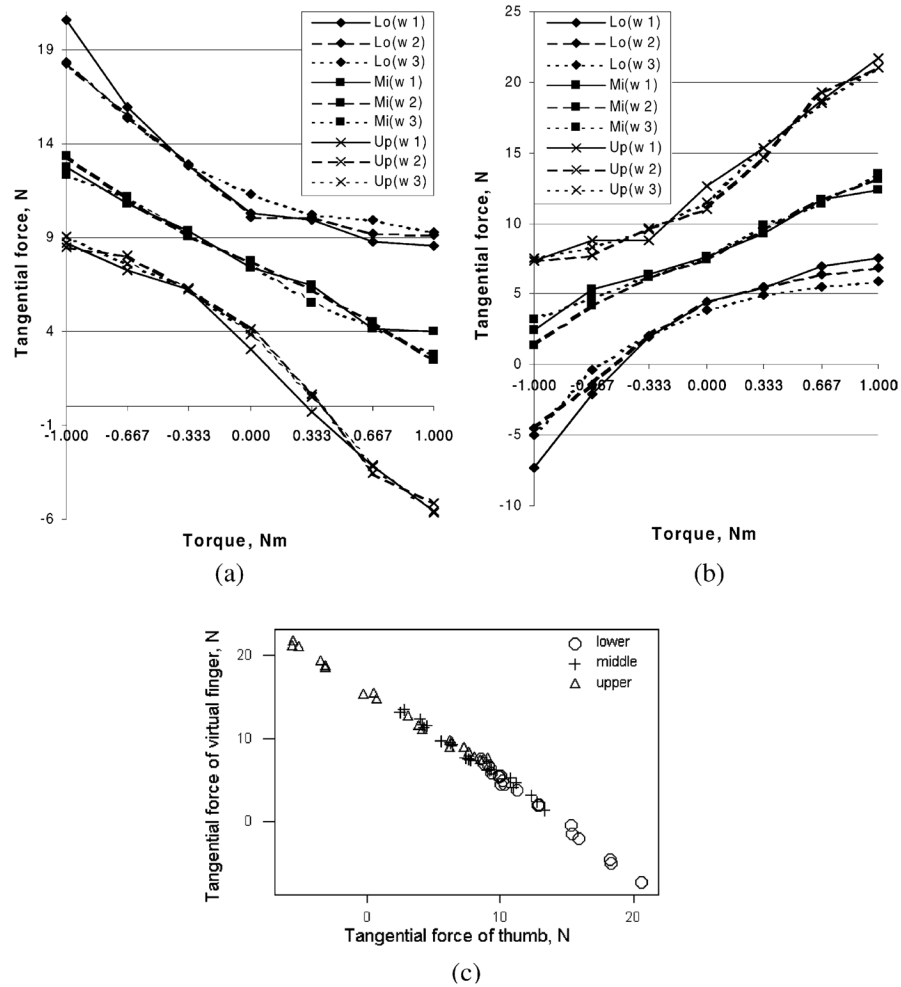 Tangential force, N
19
14
9
4
-1
-6
Lo(w 1)
Lo(w 2)
Lo(w 3)
Mi(w 1)
Mi(w 2)
Mi(w 3)
Up(w 1)
Up(w 2)
Up(w 3)
-1.000 -0.667 -0.333 0.000 0.333 0.667 1.000
Torque, Nm
(a)
Tangential force, N
25
20
15
10
5
0
-5
-10
Lo(w 1)
Lo(w 2)
Lo(w 3)
Mi(w 1)
Mi(w 2)
Mi(w 3)
Up(w 1)
Up(w 2)
Up(w 3)
-1.000 -0.667 -0.333 0.000 0.333 0.667 1.000
Torque, Nm
(b)
Tangential force of virtual finger, N
20
10
0
lower
middle
upper
0 10 20
Tangential force of thumb, N
(c)